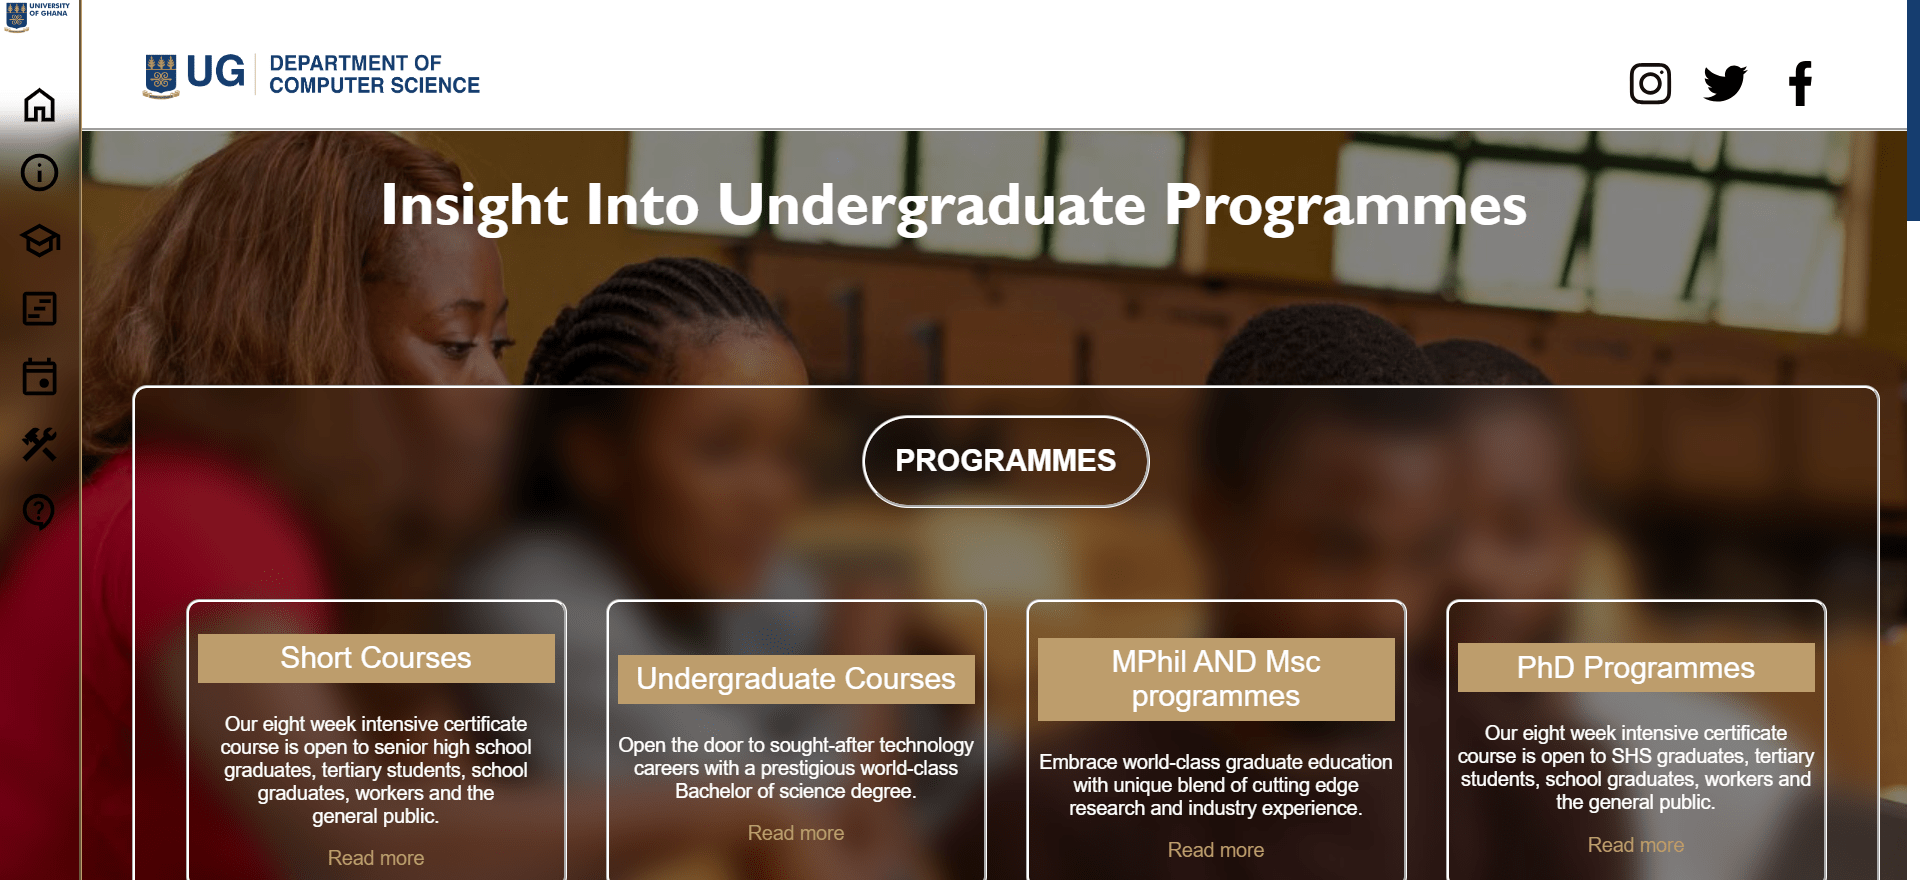 UNIVERSITY
OF GHANA
UG
DEPARTMENT OF
COMPUTER SCIENCE
Insight Into Undergraduate Programmes
PROGRAMMES
Short Courses
Our eight week intensive certificate
course is open to senior high school
graduates, tertiary students, school
graduates, workers and the
general public.
Read more
Undergraduate Courses
Open the door to sought-after technology
careers with a prestigious world-class
Bachelor of science degree.
Read more
MPhil AND Msc
programmes
Embrace world-class graduate education
with unique blend of cutting edge
research and industry experience.
Read more
PhD Programmes
Our eight week intensive certificate
course is open to SHS graduates, tertiary
students, school graduates, workers and
the general public.
Read more